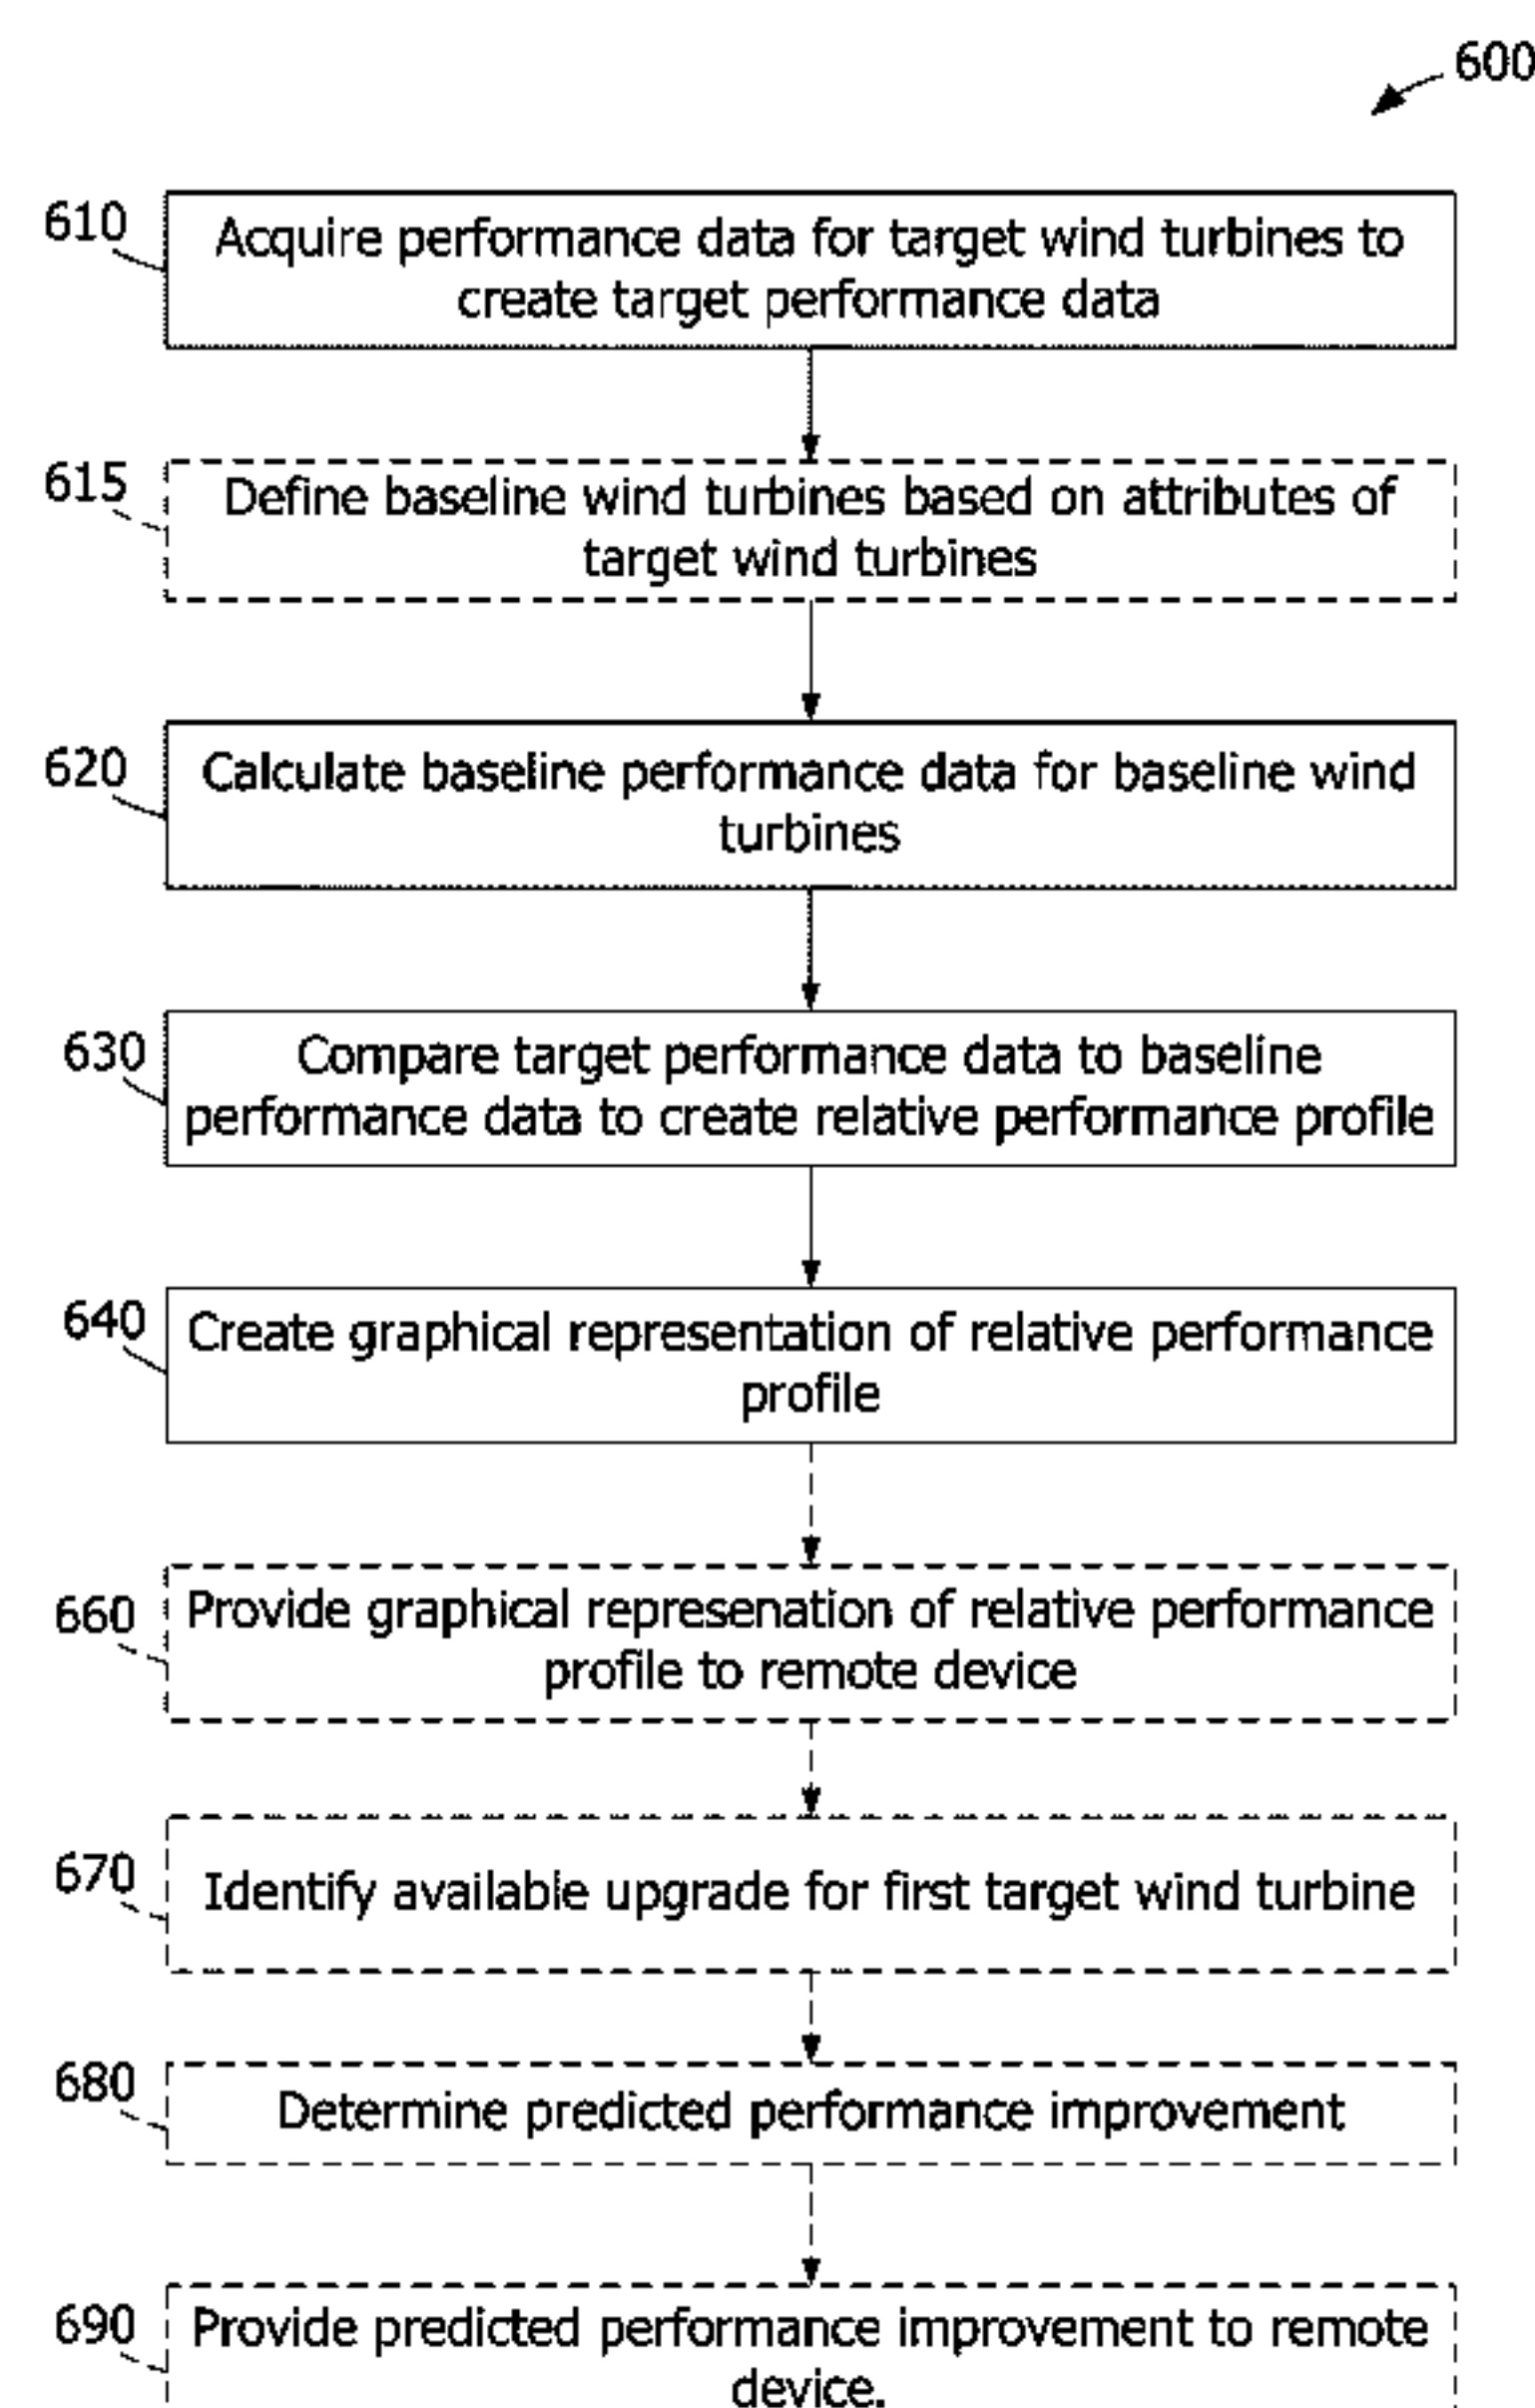 600
610
Acquire performance data for target wind turbines to
create target performance data
615
Define baseline wind turbines based on attributes of
target wind turbines
620
Calculate baseline performance data for baseline wind
turbines
630
Compare target performance data to baseline
performance data to create relative performance profile
640
Create graphical representation of relative performance
profile
660
Provide graphical represenation of relative performance
profile to remote device
670
Identify available upgrade for first target wind turbine
680
Determine predicted performance improvement
690
Provide predicted performance improvement to remote
device.